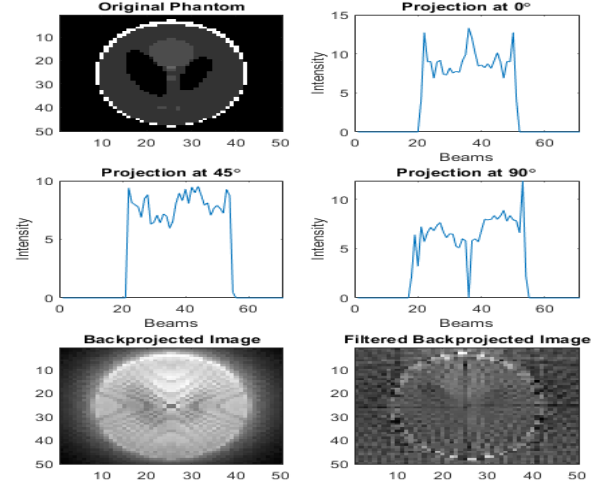 Original Phantom
10
20
30
40
50
10 20 30 40 50
Projection at 0°
Intensity
15
10
5
0
0 20 40 60
Beams
Projection at 45°
Intensity
10
5
0
0 20 40 60
Beams
Projection at 90°
Intensity
10
5
0
0 20 40 60
Beams
Backprojected Image
10
20
30
40
50
10 20 30 40 50
Filtered Backprojected Image
10
20
30
40
50
10 20 30 40 50